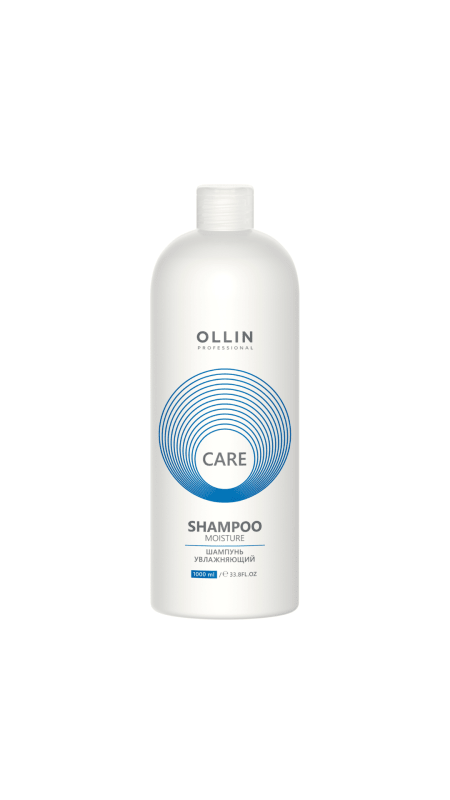 OLLIN
PROFESSIONAL
CARE
SHAMPOO
MOISTURE
ШАМПУНЬ
УВЛАЖНЯЮЩИЙ
1000 ml / ℮ 33.8FL.OZ